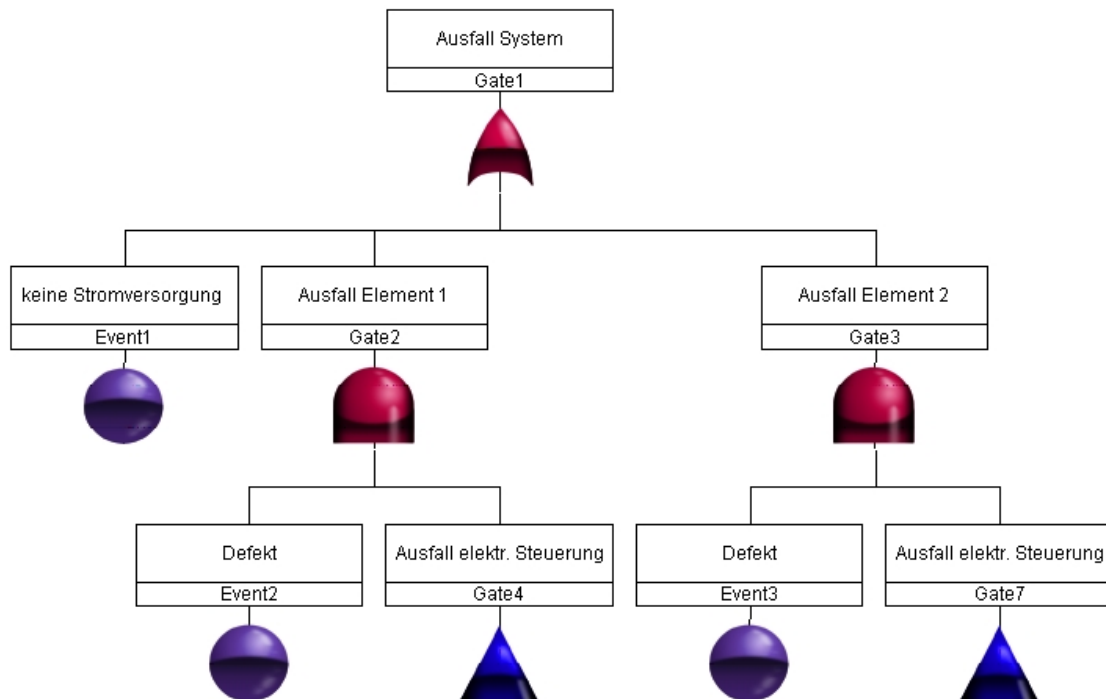 Ausfall System
Gate1
keine Stromversorgung
Event1
Ausfall Element 1
Gate2
Ausfall Element 2
Gate3
Defekt
Event2
Ausfall elektr. Steuerung
Gate4
Defekt
Event3
Ausfall elektr. Steuerung
Gate7